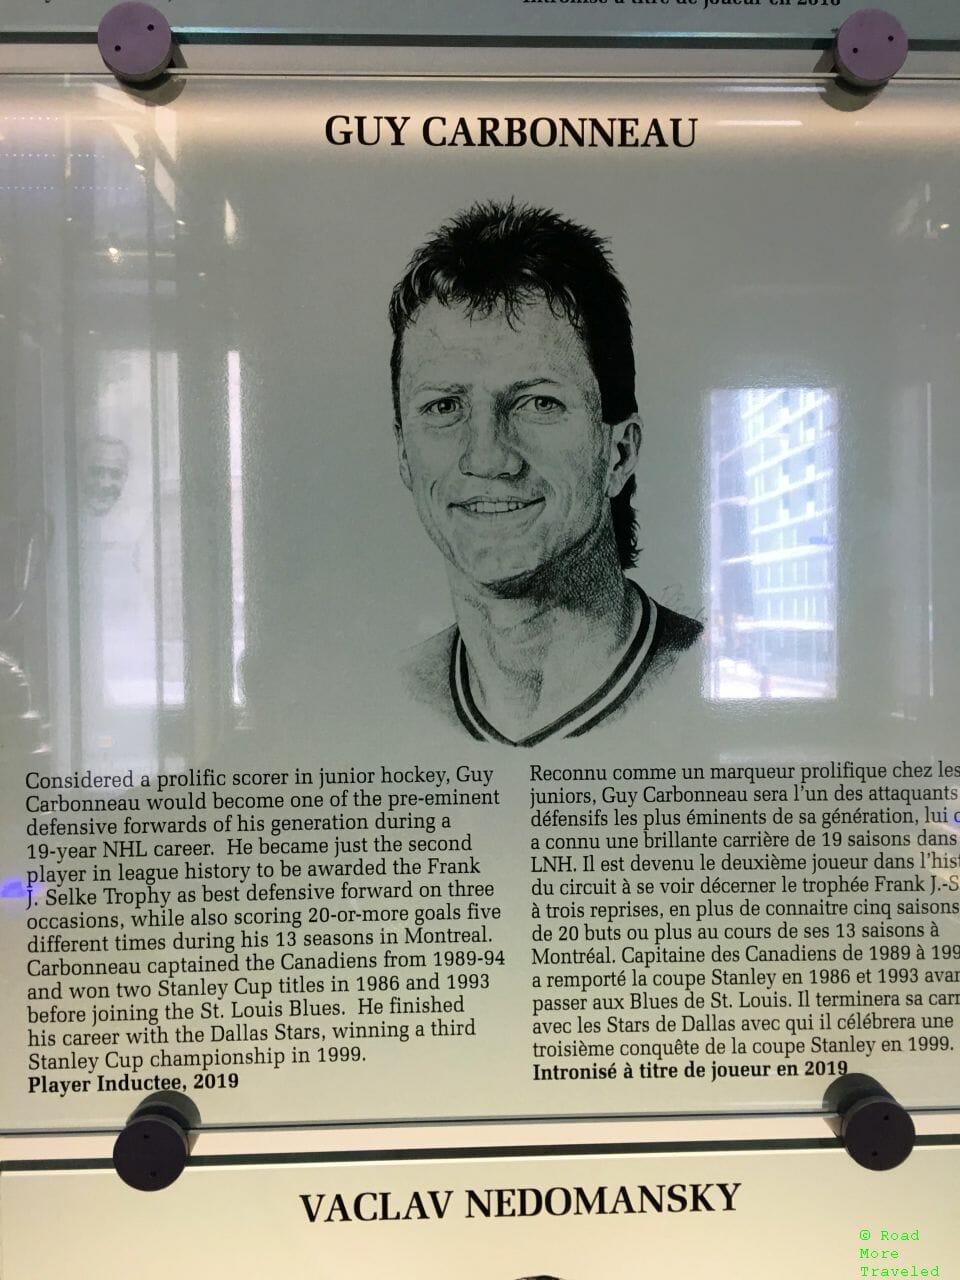 GUY CARBONNEAU
Considered a prolific scorer in junior hockey, Guy
Carbonneau would become one of the pre-eminent
defensive forwards of his generation during a
19-year NHL career. He became just the second
player in league history to be awarded the Frank
J. Selke Trophy as best defensive forward on three
occasions, while also scoring 20-or-more goals five
different times during his 13 seasons in Montreal.
Carbonneau captained the Canadiens from 1989-94
and won two Stanley Cup titles in 1986 and 1993
before joining the St. Louis Blues. He finished
his career with the Dallas Stars, winning a third
Stanley Cup championship in 1999.
Player Inductee, 2019
Reconnu comme un marqueur prolifique chez les
juniors, Guy Carbonneau sera l'un des attaquants
défensifs les plus éminents de sa génération, lui
a connu une brillante carrière de 19 saisons dans
LNH. Il est devenu le deuxième joueur dans l'hist
du circuit à se voir décerner le trophée Frank J.-S
à trois reprises, en plus de connaitre cinq saisons
de 20 buts ou plus au cours de ses 13 saisons à
Montréal. Capitaine des Canadiens de 1989 à 199
a remporté la coupe Stanley en 1986 et 1993 avan
passer aux Blues de St. Louis. Il terminera sa carr
avec les Stars de Dallas avec qui il célébrera une
troisième conquête de la coupe Stanley en 1999.
Intronisé à titre de joueur en 2019
VACLAV NEDOMANSKY
© Road
More
Traveled